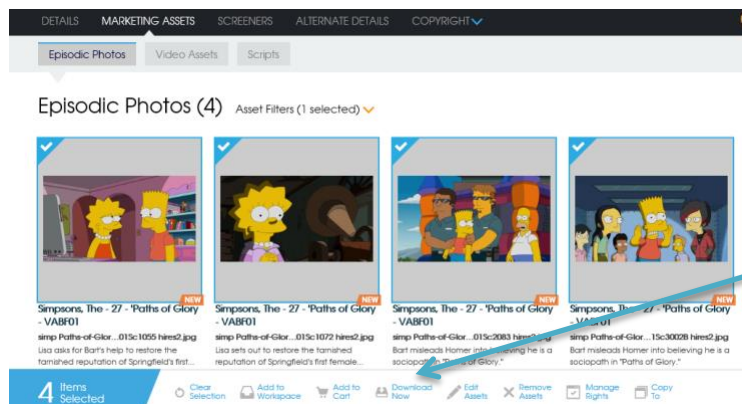 DETAILS MARKETING ASSETS SCREENERS ALTERNATE DETAILS COPYRIGHT
Episodic Photos Video Assets Scripts
Episodic Photos (4) Asset Filters (1 selected)
NEW NEW NEW NEW
Simpsons, The - 27 - "Paths of Glory Simpsons, The - 27 - "Paths of Glory Simpsons, The - 27 - "Paths of Glory Simpsons, The - 27 - "Paths of Glory
- VABF01 - VABF01 - VABF01 - VABF01
simp Paths-of-Glor...015c1055 hires2.jpg simp Paths-of-Glor...015c1072 hires2.jpg simp Paths-of-Glor...015c2083 hires2.jpg simp Paths-of-Glor...15c3002B hires2.jpg
Lisa asks for Bart's help to restore the Lisa sets out to restore the tarnished Bart misleads Homer into believing he is a Bart misleads Homer into believing he is a
tarnished reputation of Springfield's first... reputation of Springfield's first female... sociopath in "Paths of Glory." sociopath in "Paths of Glory."
4 Items Selected Clear Selection Add to Workspace Add to Cart Download Now Edit Assets Remove Assets Manage Rights Copy To